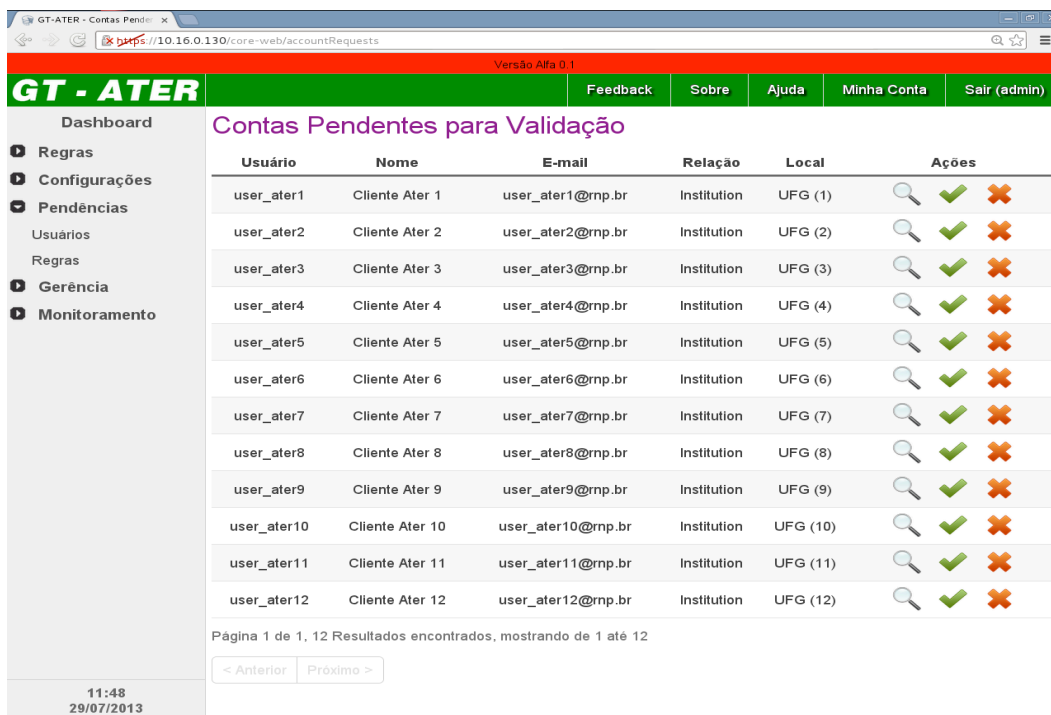 GT-ATER - Contas Pender
https://10.16.0.130/core-web/accountRequests
Versão Alfa 0.1
GT - ATER
Feedback Sobre Ajuda Minha Conta Sair (admin)
Dashboard
Regras
Configurações
Pendências
Usuários
Regras
Gerência
Monitoramento
Contas Pendentes para Validação
Usuário Nome E-mail Relação Local Ações
user_ater1 Cliente Ater 1 user_ater1@rnp.br Institution UFG (1)
user_ater2 Cliente Ater 2 user_ater2@rnp.br Institution UFG (2)
user_ater3 Cliente Ater 3 user_ater3@rnp.br Institution UFG (3)
user_ater4 Cliente Ater 4 user_ater4@rnp.br Institution UFG (4)
user_ater5 Cliente Ater 5 user_ater5@rnp.br Institution UFG (5)
user_ater6 Cliente Ater 6 user_ater6@rnp.br Institution UFG (6)
user_ater7 Cliente Ater 7 user_ater7@rnp.br Institution UFG (7)
user_ater8 Cliente Ater 8 user_ater8@rnp.br Institution UFG (8)
user_ater9 Cliente Ater 9 user_ater9@rnp.br Institution UFG (9)
user_ater10 Cliente Ater 10 user_ater10@rnp.br Institution UFG (10)
user_ater11 Cliente Ater 11 user_ater11@rnp.br Institution UFG (11)
user_ater12 Cliente Ater 12 user_ater12@rnp.br Institution UFG (12)
Página 1 de 1, 12 Resultados encontrados, mostrando de 1 até 12
< Anterior Próximo >
11:48
29/07/2013